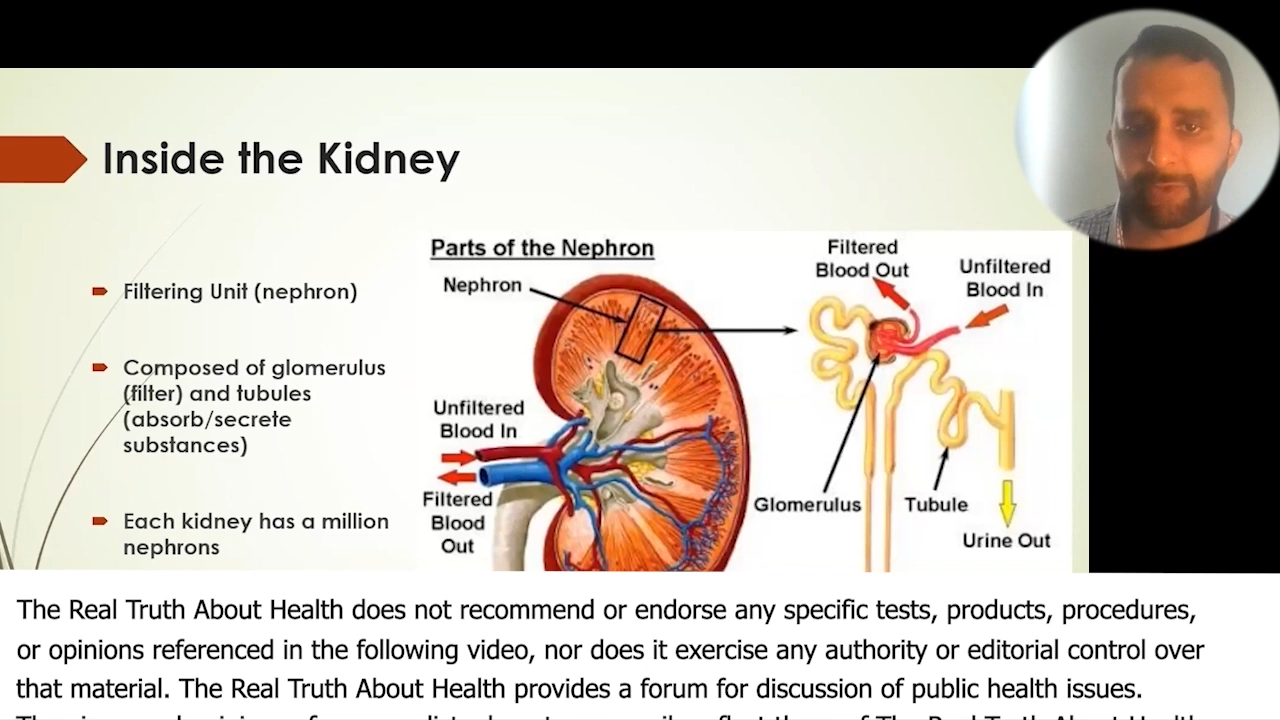 Inside the Kidney
Filtering Unit (nephron)
Composed of glomerulus
(filter) and tubules
(absorb/secrete
substances)
Each kidney has a million
nephrons
Parts of the Nephron
Nephron
Unfiltered
Blood In
Filtered
Blood
Out
Filtered
Blood Out
Unfiltered
Blood In
Glomerulus
Tubule
Urine Out
The Real Truth About Health does not recommend or endorse any specific tests, products, procedures,
or opinions referenced in the following video, nor does it exercise any authority or editorial control over
that material. The Real Truth About Health provides a forum for discussion of public health issues.